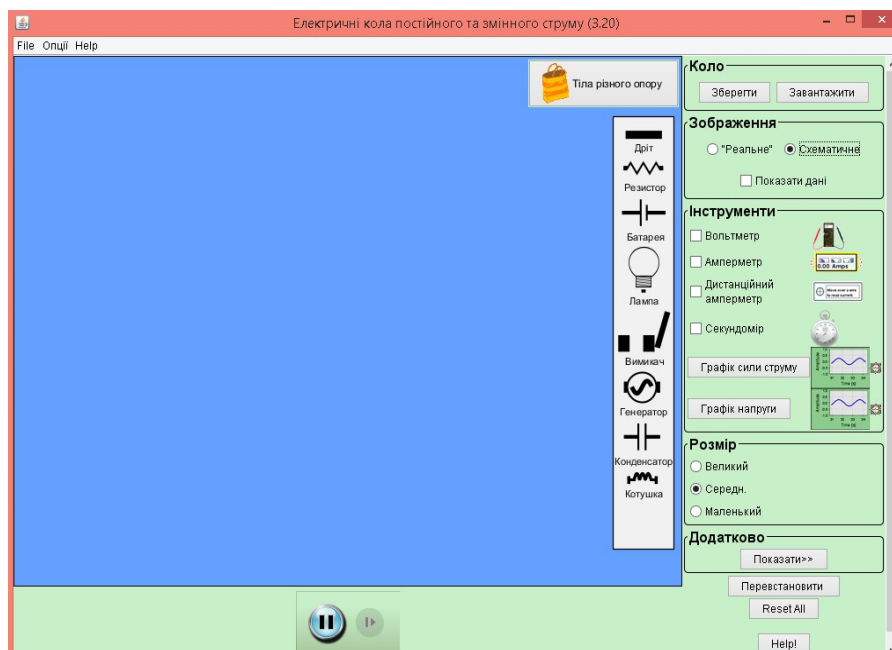 Електричні кола постійного та змінного струму (3.20)
File Опції Help
Тіла різного опору
Дріт
Резистор
Батарея
Лампа
Вимикач
Генератор
Конденсатор
Котушка
Коло
Зберегти Завантажити
Зображення
"Реальне" Схематичне
Показати дані
Інструменти
Вольтметр
Амперметр
0.00 Amps
Дистанційний
амперметр
Секундомір
Графік сили струму
Графік напруги
Розмір
Великий
Середн.
Маленький
Додатково
Показати>>
Перевстановити
Reset All
Help!